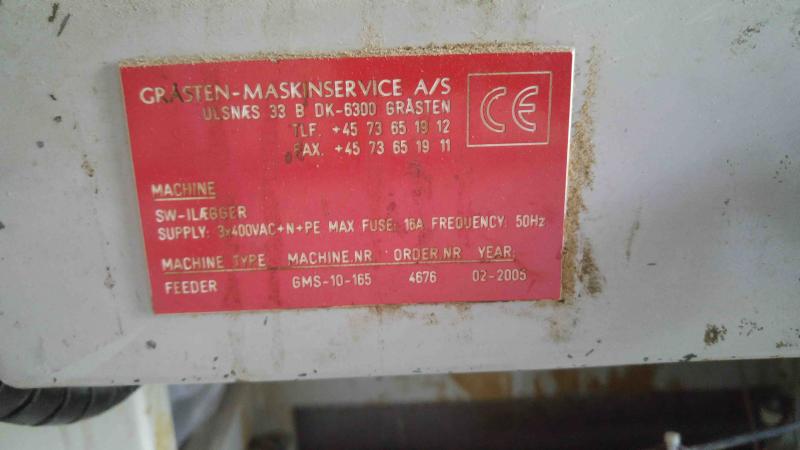 GRÅSTEN-MASKINSERVICE A/S
ULSNÆS 33 B DK-6300 GRÅSTEN
TLF. +45 73 65 19 12
FAX. +45 73 65 19 11
CE
MACHINE
SW-ILÆGGER
SUPPLY: 3x400VAC+N+PE MAX FUSE: 16A FREQUENCY: 50Hz
MACHINE TYPE MACHINE.NR ORDER.NR YEAR:
FEEDER GMS-10-165 4676 02-2005